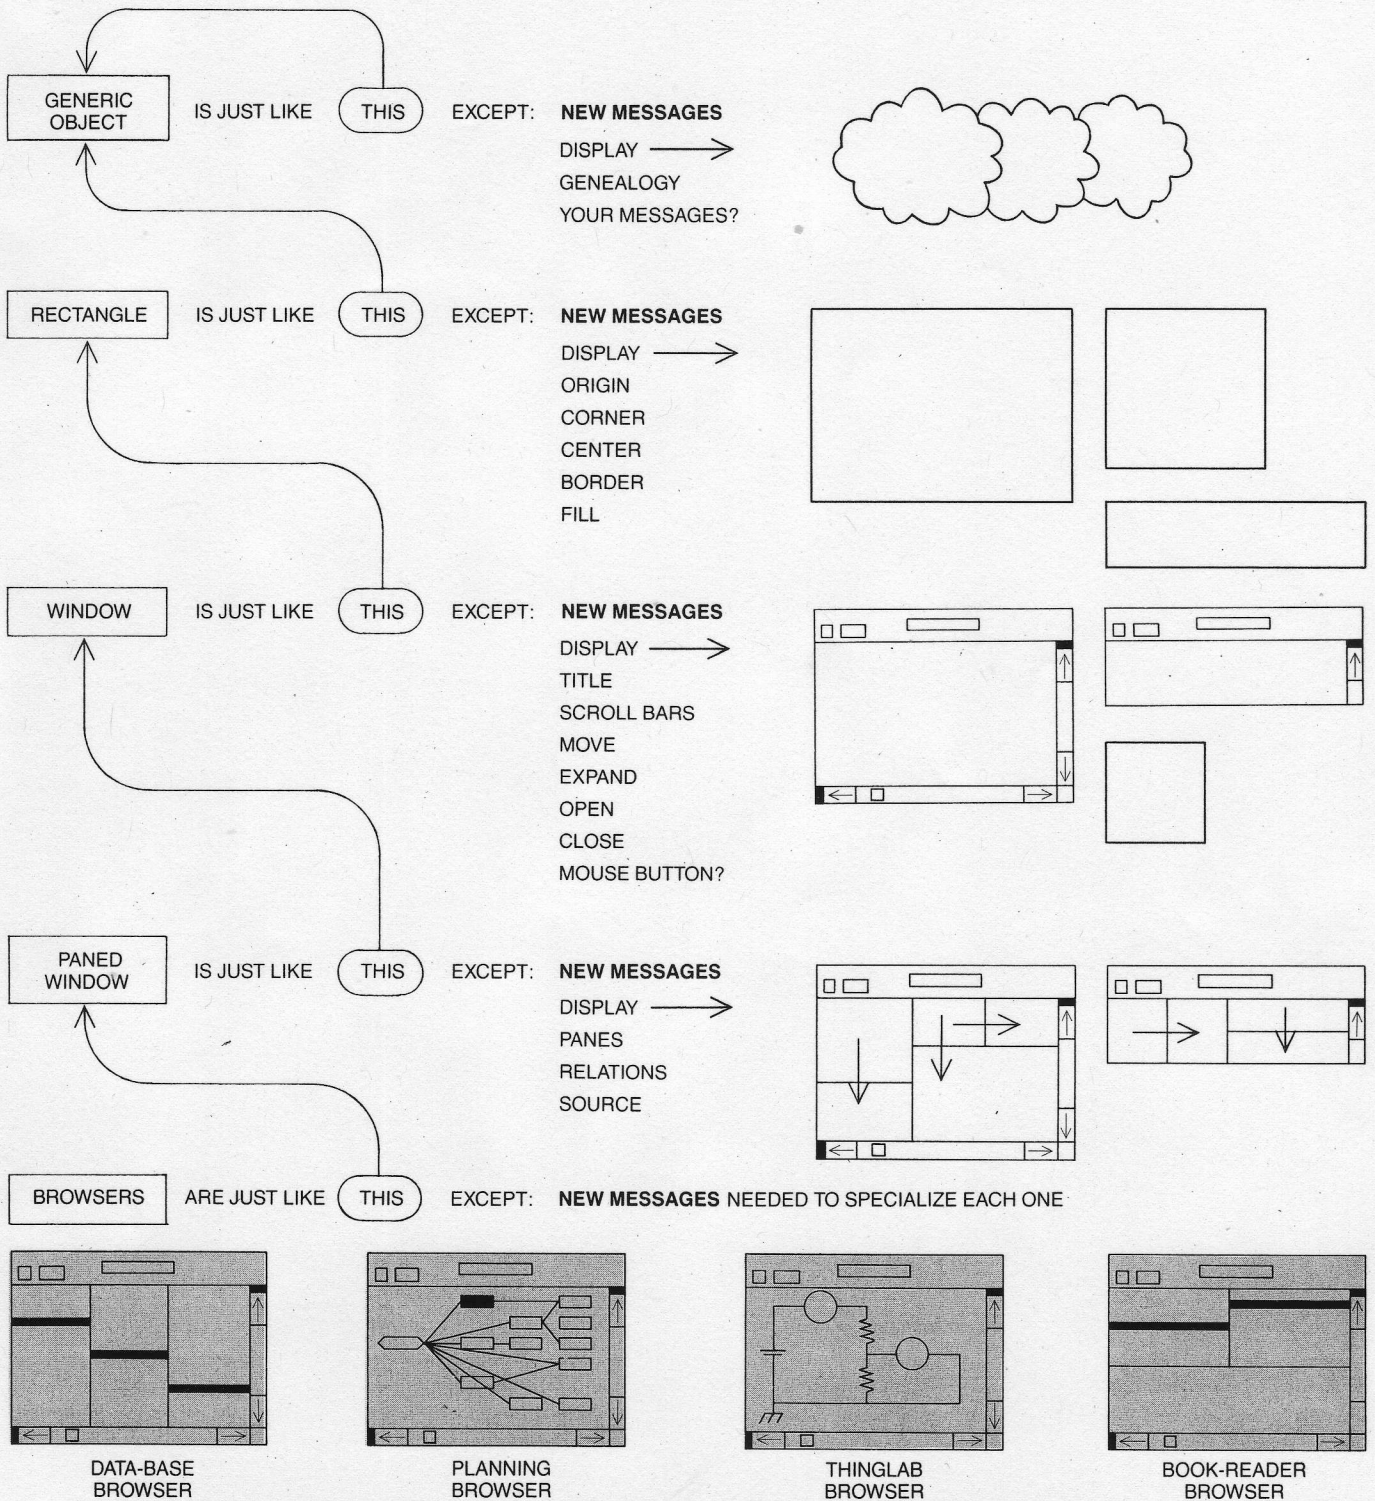 GENERIC OBJECT IS JUST LIKE THIS EXCEPT: NEW MESSAGES
DISPLAY
GENEALOGY
YOUR MESSAGES?
RECTANGLE IS JUST LIKE THIS EXCEPT: NEW MESSAGES
DISPLAY
ORIGIN
CORNER
CENTER
BORDER
FILL
WINDOW IS JUST LIKE THIS EXCEPT: NEW MESSAGES
DISPLAY
TITLE
SCROLL BARS
MOVE
EXPAND
OPEN
CLOSE
MOUSE BUTTON?
PANED WINDOW IS JUST LIKE THIS EXCEPT: NEW MESSAGES
DISPLAY
PANES
RELATIONS
SOURCE
BROWSERS ARE JUST LIKE THIS EXCEPT: NEW MESSAGES NEEDED TO SPECIALIZE EACH ONE
DATA-BASE
BROWSER
PLANNING
BROWSER
THINGLAB
BROWSER
BOOK-READER
BROWSER